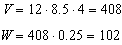 V = 12 · 8.5 · 4 = 408
W = 408 · 0.25 = 102